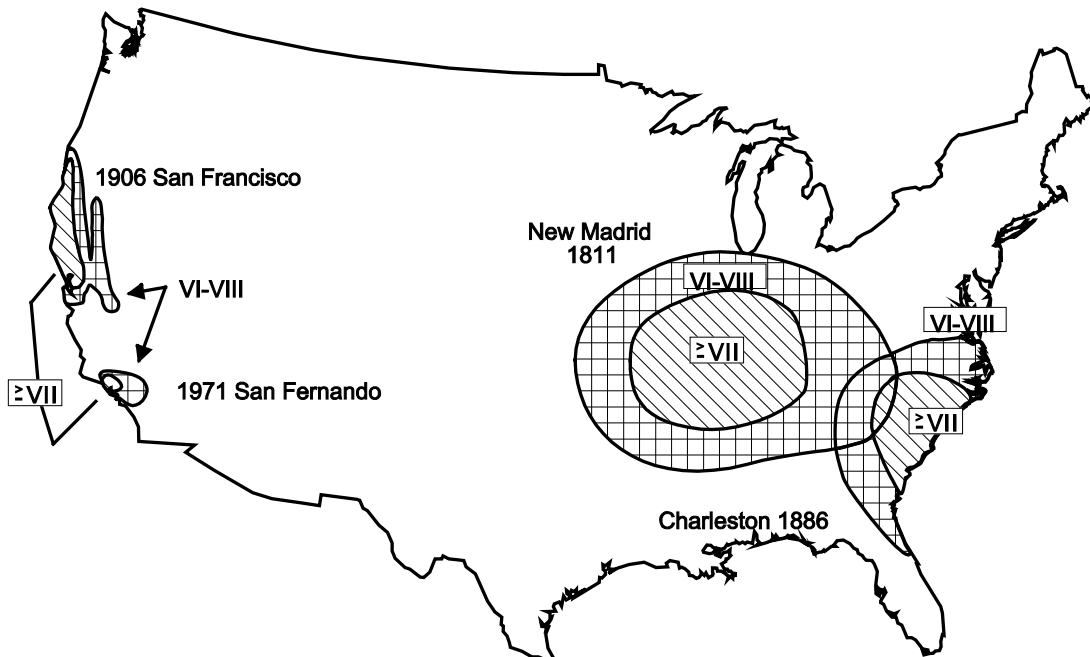 1906 San Francisco
New Madrid
1811
VI-VIII
VI-VIII
VI-VIII
≥VII
1971 San Fernando
≥VII
≥VII
Charleston 1886